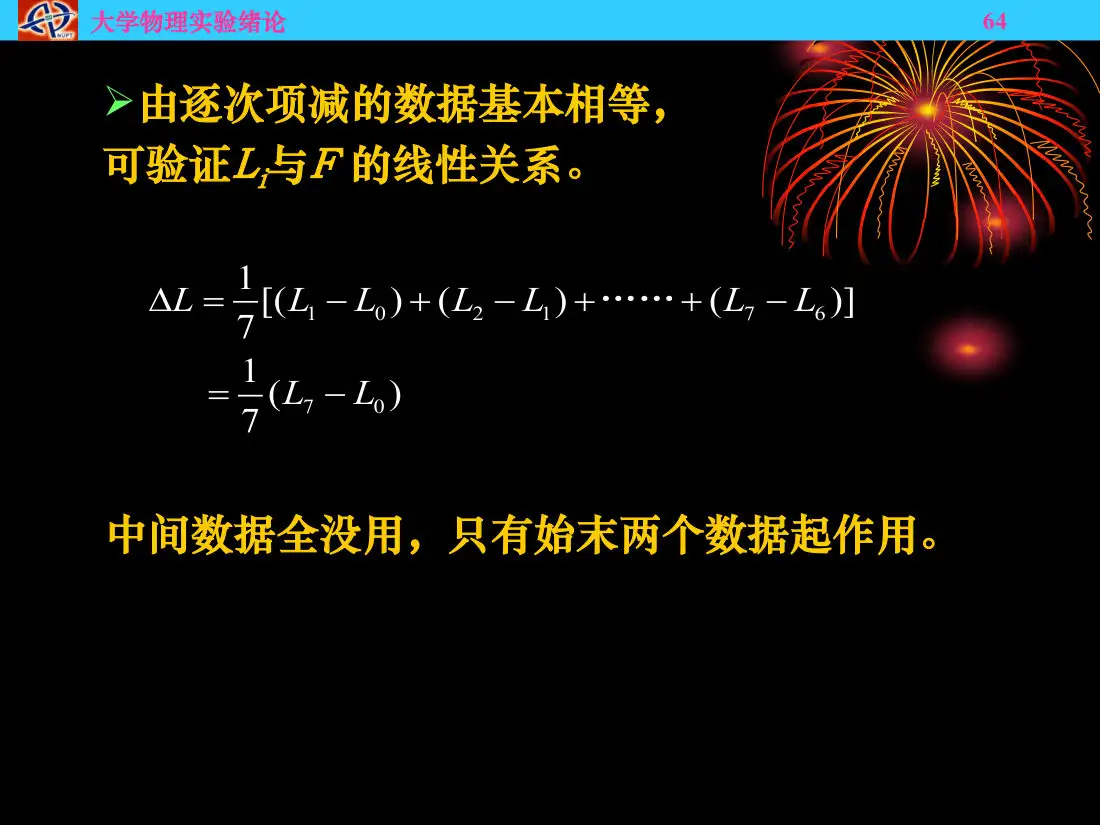 大学物理实验绪论 64
NUPT
➢由逐次项减的数据基本相等，
可验证Lᵢ与F 的线性关系。
ΔL = 1/7[(L₁ − L₀) + (L₂ − L₁) + …… + (L₇ − L₆)]
= 1/7(L₇ − L₀)
中间数据全没用，只有始末两个数据起作用。